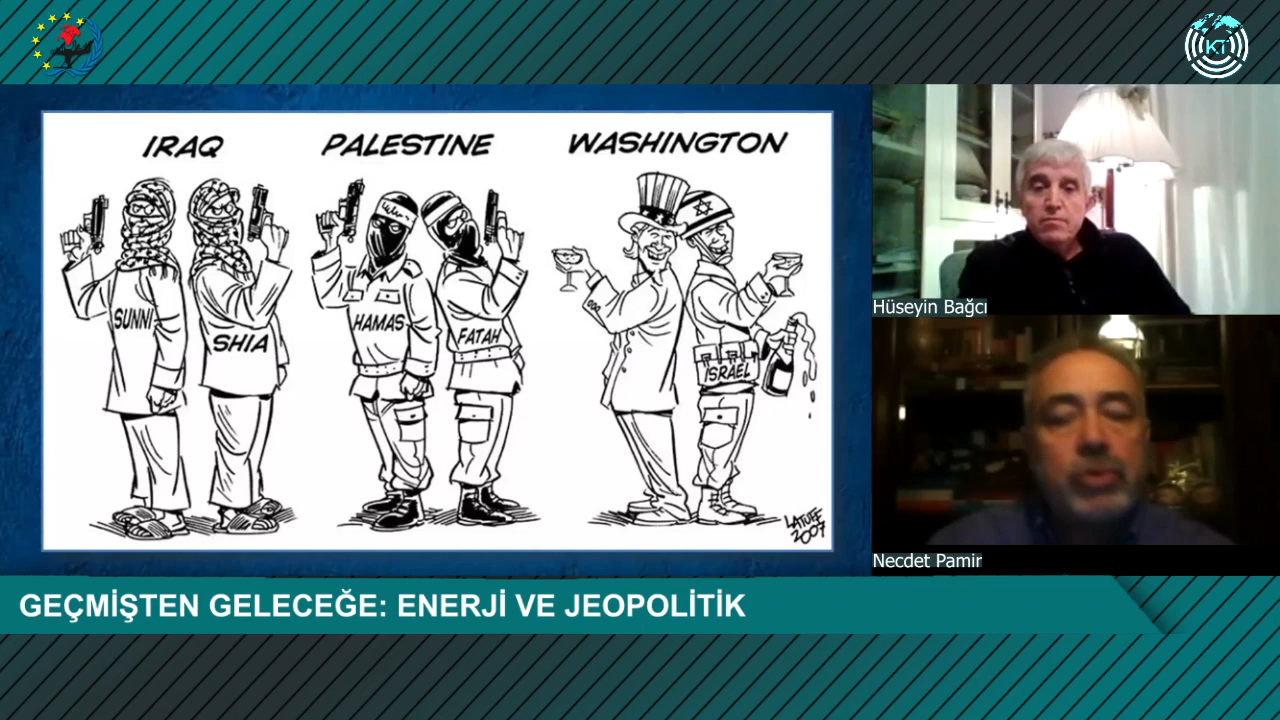 KT
IRAQ
PALESTINE
WASHINGTON
SUNNI
SHIA
HAMAS
FATAH
ISRAEL
LATUFF
2007
Hüseyin Bağcı
Necdet Pamir
GEÇMİŞTEN GELECEĞE: ENERJİ VE JEOPOLİTİK